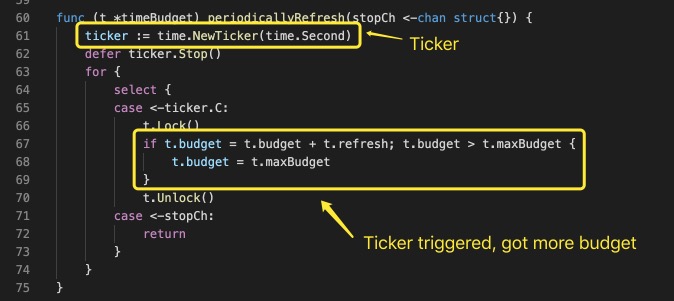 60 func (t *timeBudget) periodicallyRefresh(stopCh <-chan struct{}) {
61 ticker := time.NewTicker(time.Second)
Ticker
62 defer ticker.Stop()
63 for {
64 select {
65 case <-ticker.C:
66 t.Lock()
67 if t.budget = t.budget + t.refresh; t.budget > t.maxBudget {
68 t.budget = t.maxBudget
69 }
70 t.Unlock()
71 case <-stopCh:
72 return
Ticker triggered, got more budget
73 }
74 }
75 }